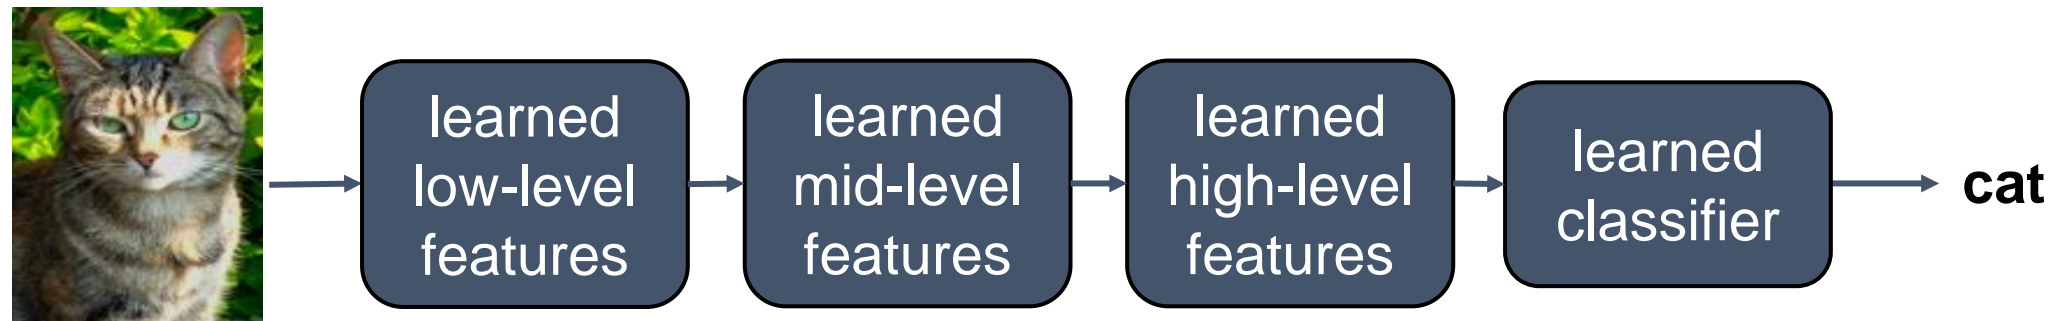 learned
low-level
features
learned
mid-level
features
learned
high-level
features
learned
classifier
cat